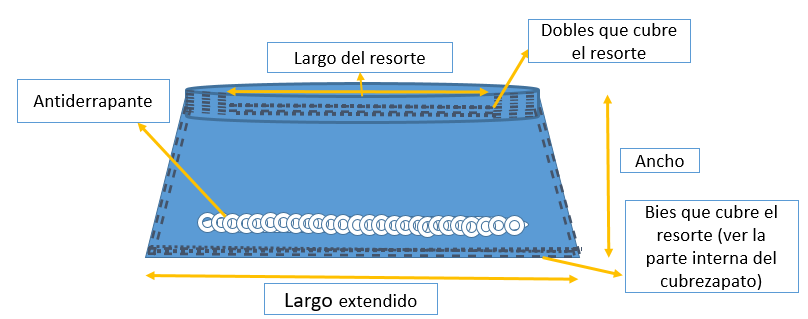 Dobles que cubre
el resorte
Largo del resorte
Antiderrapante
Ancho
Bies que cubre el
resorte (ver la
parte interna del
cubrezapato)
Largo extendido